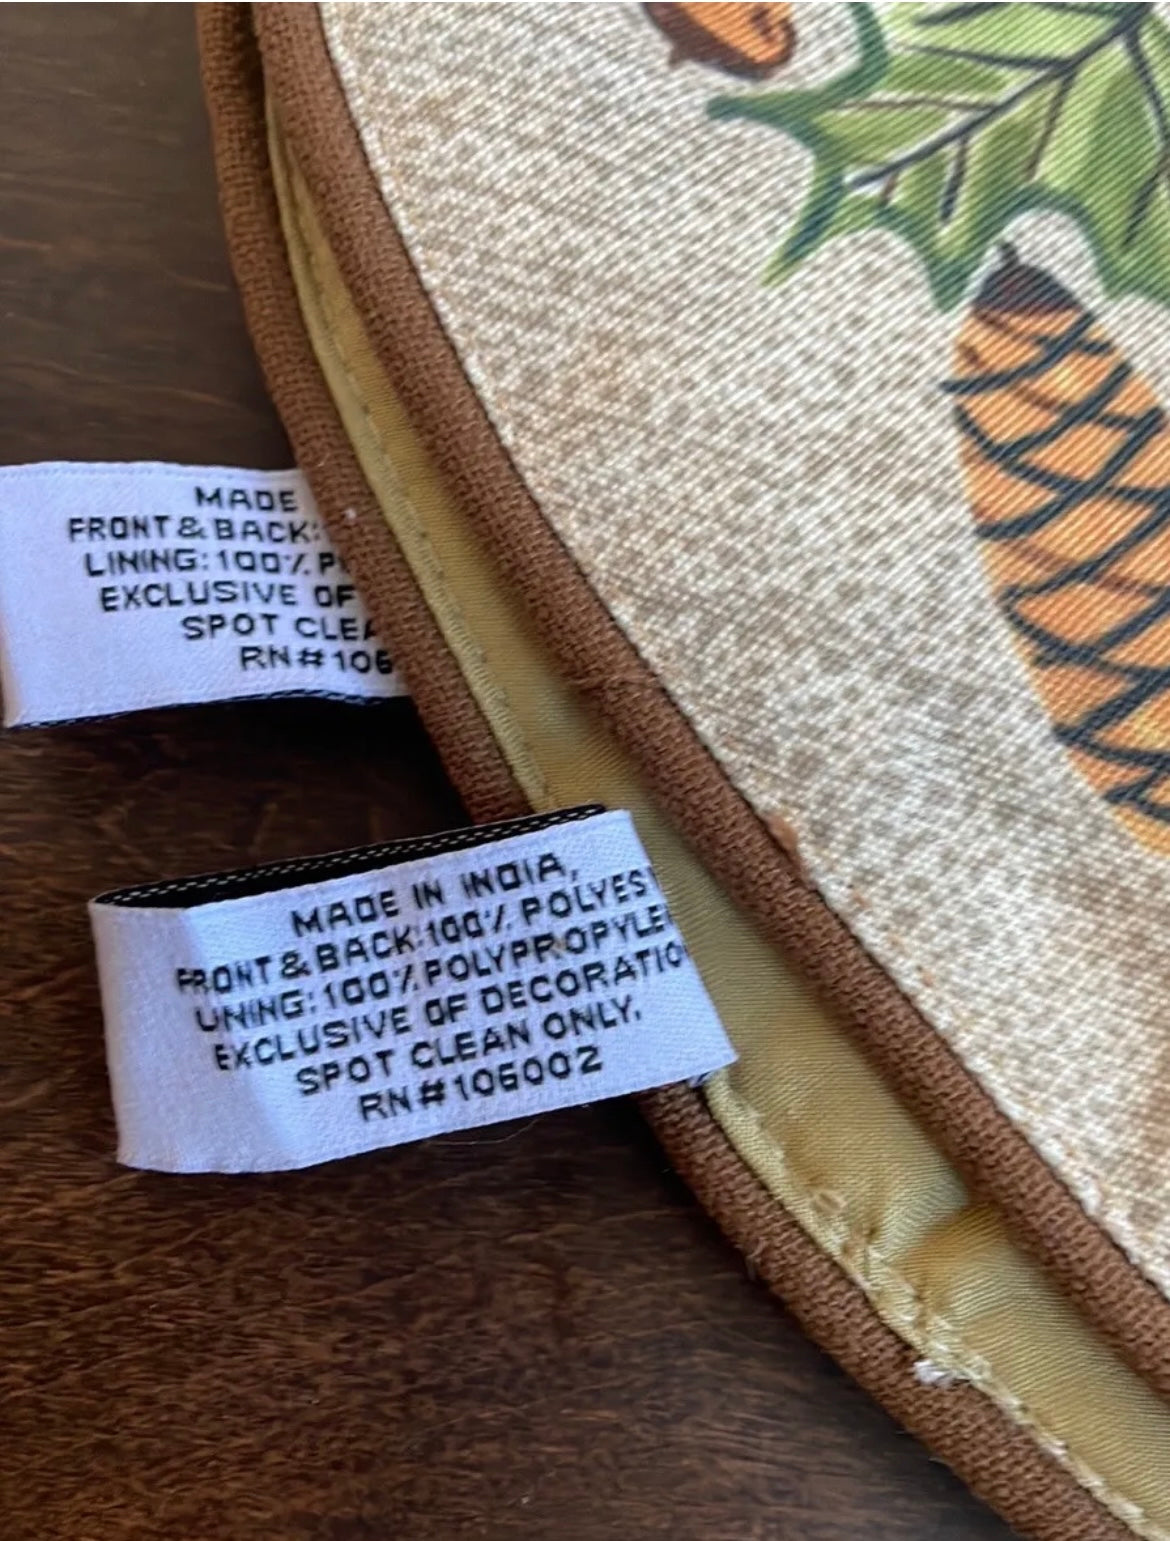 MADE
FRONT & BACK:
LINING: 100%
EXCLUSIVE OF
SPOT
RN#106
MADE IN INDIA,
FRONT & BACK: 100% POLYES
LINING: 100% POLYPROPYLE
EXCLUSIVE OF DECORATIO
SPOT CLEAN ONLY.
RN#106002